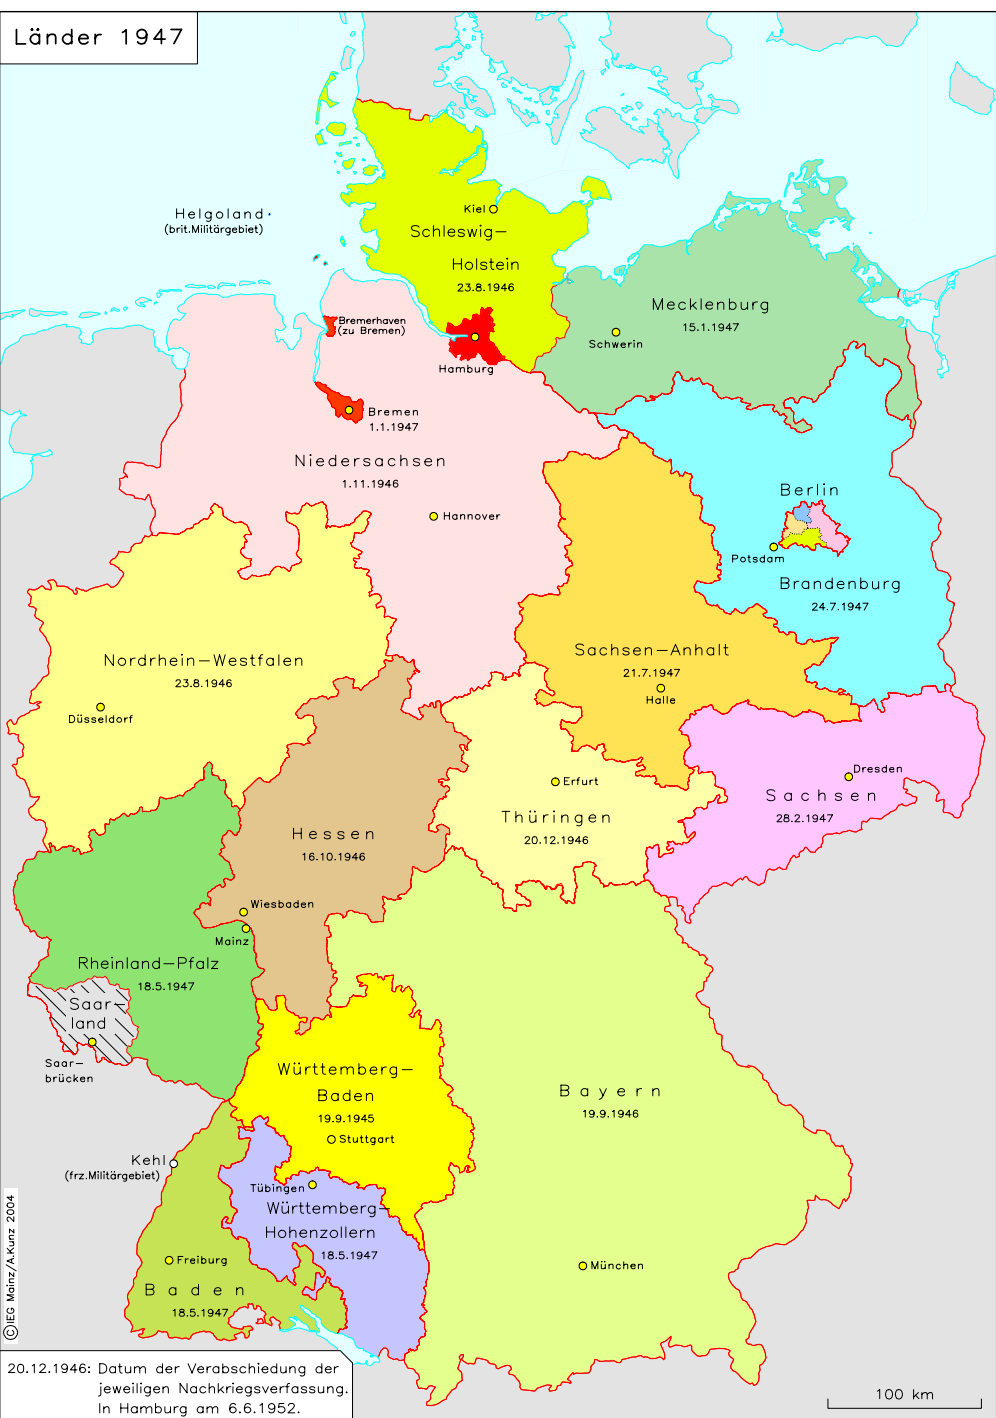 Länder 1947
Helgoland
(brit.Militärgebiet)
Kiel
Schleswig–
Holstein
23.8.1946
Mecklenburg
15.1.1947
Schwerin
Bremerhaven
(zu Bremen)
Hamburg
Bremen
1.1.1947
Niedersachsen
1.11.1946
Hannover
Berlin
Potsdam
Brandenburg
24.7.1947
Nordrhein–Westfalen
23.8.1946
Düsseldorf
Sachsen–Anhalt
21.7.1947
Halle
Dresden
Sachsen
28.2.1947
Erfurt
Thüringen
20.12.1946
Hessen
16.10.1946
Wiesbaden
Mainz
Rheinland–Pfalz
18.5.1947
Saar–
land
Saar–
brücken
Württemberg–
Baden
19.9.1945
Stuttgart
Bayern
19.9.1946
Kehl
(frz.Militärgebiet)
Tübingen
Württemberg–
Hohenzollern
18.5.1947
Freiburg
Baden
18.5.1947
München
©IEG Mainz/A.Kunz 2004
20.12.1946: Datum der Verabschiedung der
jeweiligen Nachkriegsverfassung.
In Hamburg am 6.6.1952.
100 km